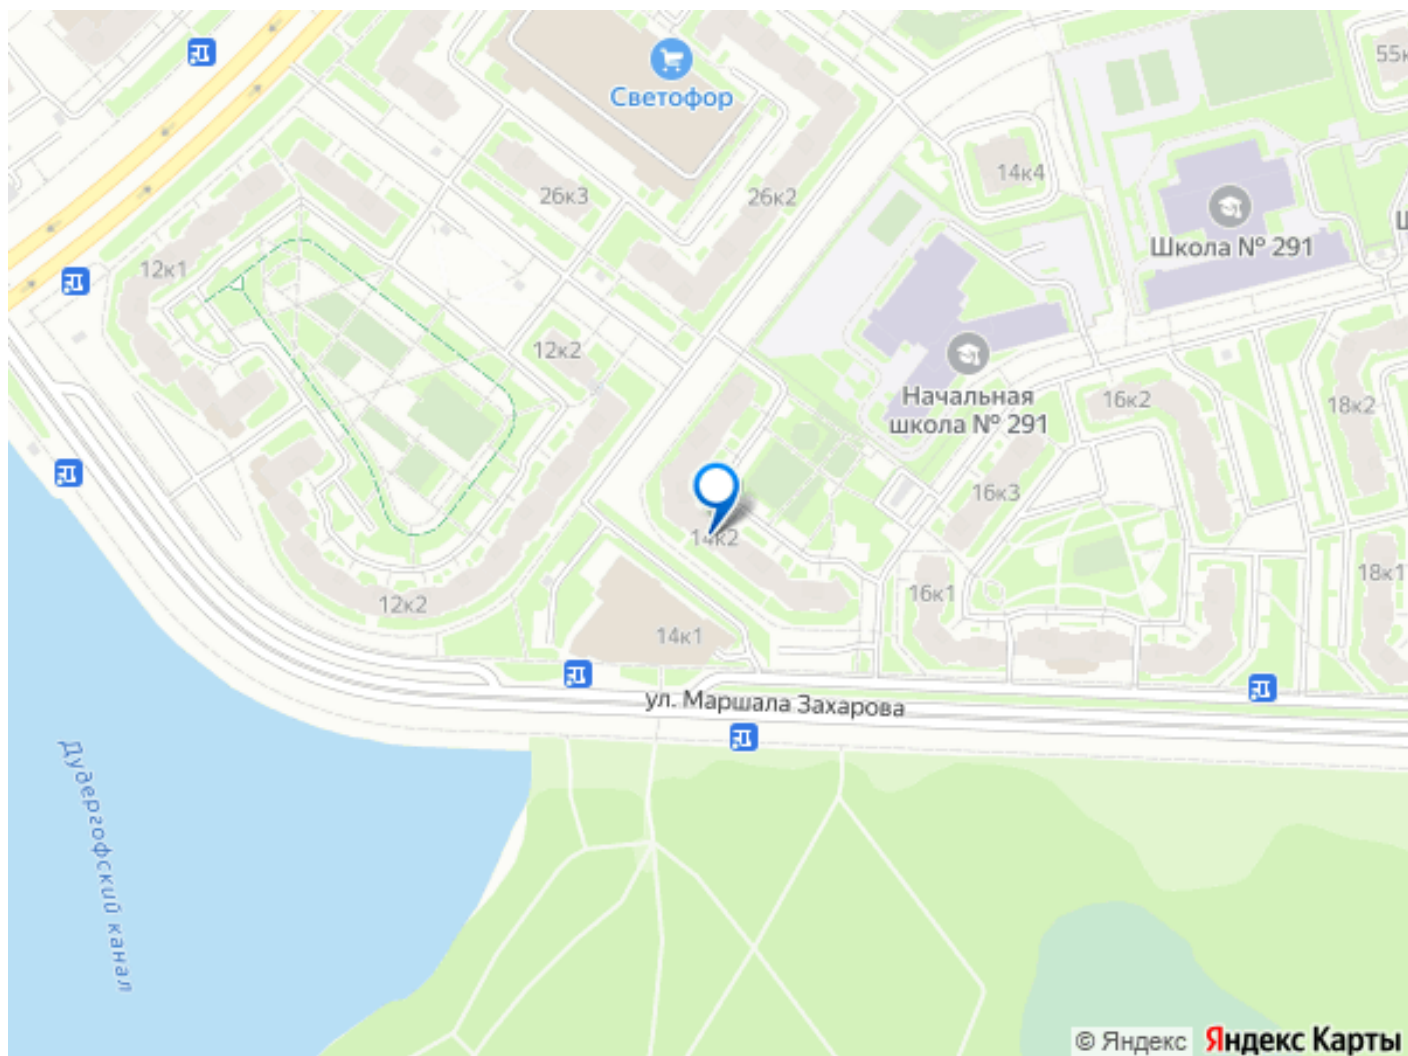 55к
Светофор
14к4
26к3
26к2
Школа № 291
Ш
12к1
12к2
Начальная
школа № 291
16к2
18к2
16к3
14к2
18к1
16к1
12к2
14к1
ул. Маршала Захарова
Дудергофский канал
© Яндекс Яндекс Карты